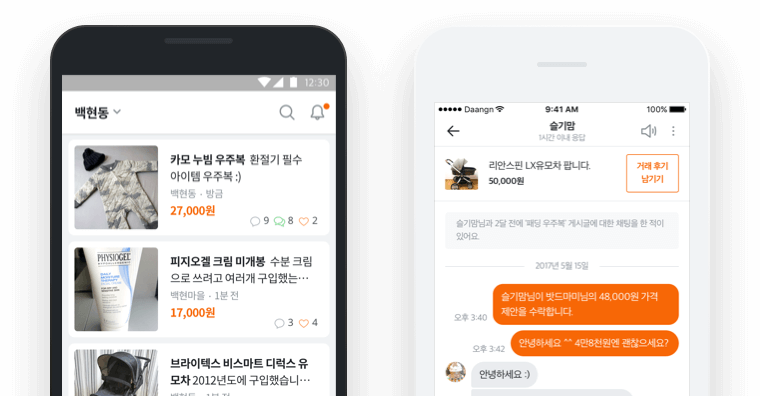 12:30
백현동
카모 누빔 우주복 환절기 필수
아이템 우주복 :)
백현동 · 방금
27,000원
9 8 2
PHYSIOGEL
피지오겔 크림 미개봉 수분 크림
으로 쓰려고 여러개 구입했는…
백현마을 · 1분 전
17,000원
3 4
브라이텍스 비스마트 디럭스 유
모차 2012년도에 구입했습니…
백현동 · 1분 전
Daangn 9:41 AM 100%
슬기맘
1시간 이내 응답
리안스핀 LX유모차 팝니다.
50,000원
거래 후기
남기기
슬기맘님과 2달 전에 '패딩 우주복' 게시글에 대한 채팅을 한 적이
있어요.
2017년 5월 15일
슬기맘님이 밧드마미님의 48,000원 가격
제안을 수락합니다.
오후 3:40
안녕하세요 ^^ 4만8천원엔 괜찮으세요?
오후 3:42
안녕하세요 :)